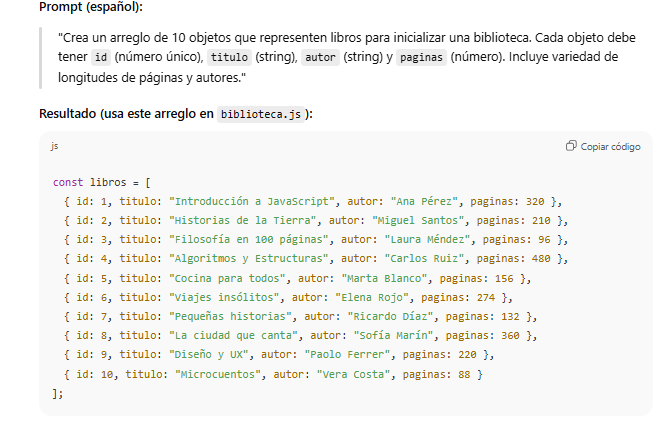 Prompt (español):
"Crea un arreglo de 10 objetos que representen libros para inicializar una biblioteca. Cada objeto debe
tener id (número único), titulo (string), autor (string) y paginas (número). Incluye variedad de
longitudes de páginas y autores."
Resultado (usa este arreglo en biblioteca.js):
js
Copiar código
const libros = [
{ id: 1, titulo: "Introducción a JavaScript", autor: "Ana Pérez", paginas: 320 },
{ id: 2, titulo: "Historias de la Tierra", autor: "Miguel Santos", paginas: 210 },
{ id: 3, titulo: "Filosofía en 100 páginas", autor: "Laura Méndez", paginas: 96 },
{ id: 4, titulo: "Algoritmos y Estructuras", autor: "Carlos Ruiz", paginas: 480 },
{ id: 5, titulo: "Cocina para todos", autor: "Marta Blanco", paginas: 156 },
{ id: 6, titulo: "Viajes insólitos", autor: "Elena Rojo", paginas: 274 },
{ id: 7, titulo: "Pequeñas historias", autor: "Ricardo Díaz", paginas: 132 },
{ id: 8, titulo: "La ciudad que canta", autor: "Sofía Marín", paginas: 360 },
{ id: 9, titulo: "Diseño y UX", autor: "Paolo Ferrer", paginas: 220 },
{ id: 10, titulo: "Microcuentos", autor: "Vera Costa", paginas: 88 }
];